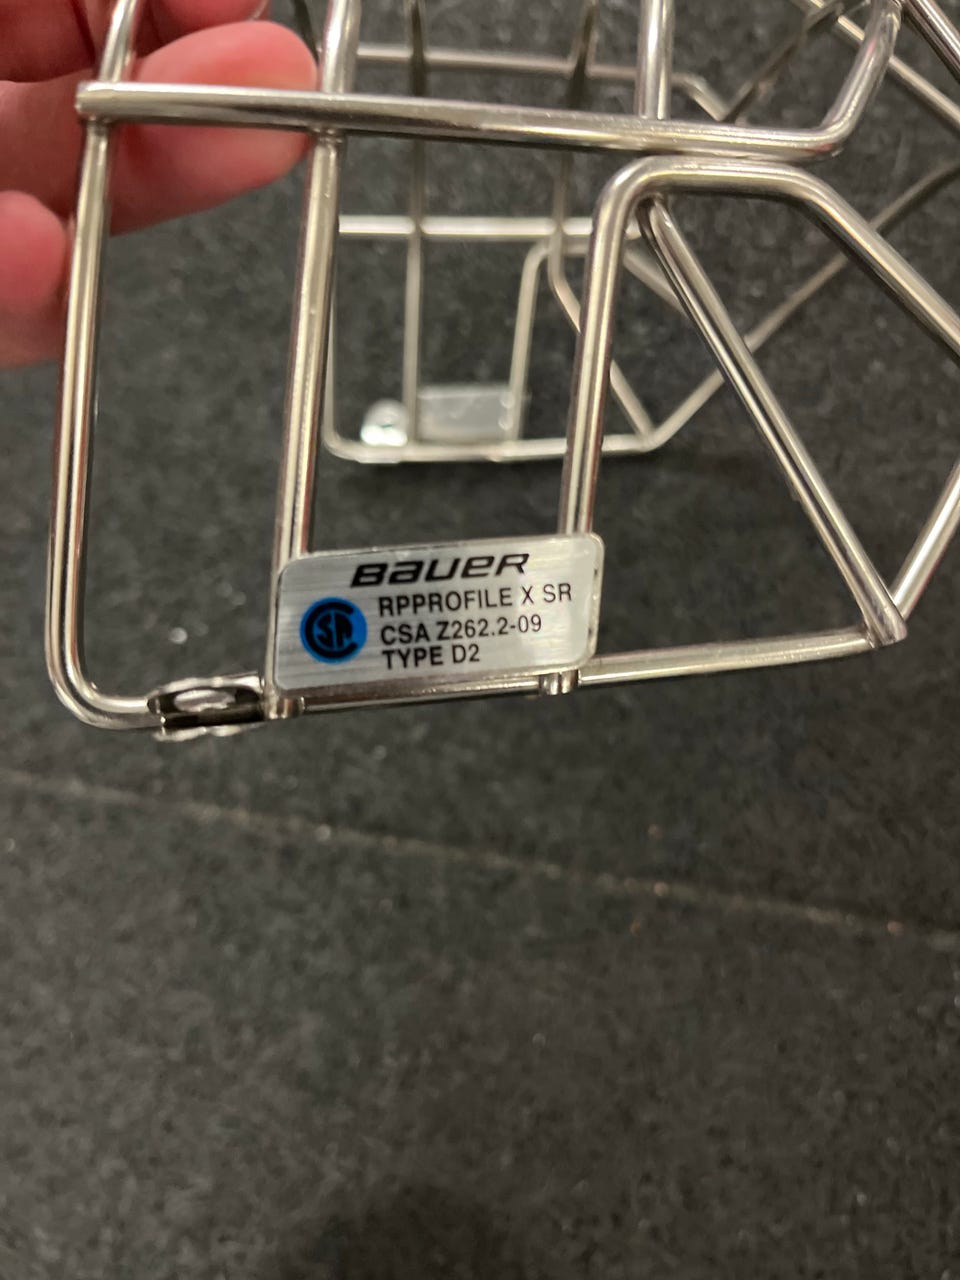 BAUER
RPPROFILE X SR
CSA Z262.2-09
TYPE D2